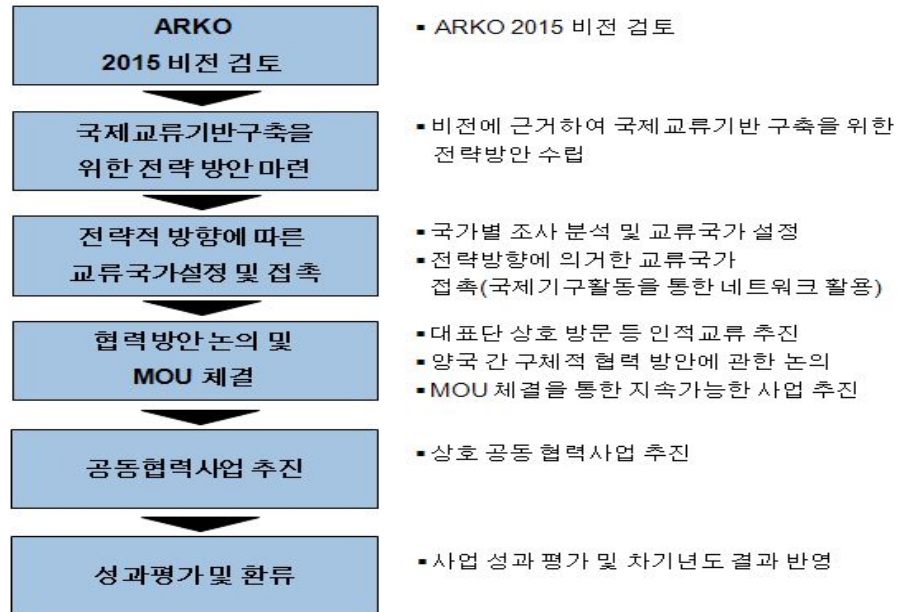 ARKO
2015 비전 검토
▪ ARKO 2015 비전 검토
국제교류기반구축을
위한 전략 방안 마련
▪ 비전에 근거하여 국제교류기반 구축을 위한
전략방안 수립
전략적 방향에 따른
교류국가설정 및 접촉
▪ 국가별 조사 분석 및 교류국가 설정
▪ 전략방향에 의거한 교류국가
접촉(국제기구활동을 통한 네트워크 활용)
협력방안 논의 및
MOU 체결
▪ 대표단 상호 방문 등 인적교류 추진
▪ 양국 간 구체적 협력 방안에 관한 논의
▪ MOU 체결을 통한 지속가능한 사업 추진
공동협력사업 추진
▪ 상호 공동 협력사업 추진
성과평가 및 환류
▪ 사업 성과 평가 및 차기년도 결과 반영